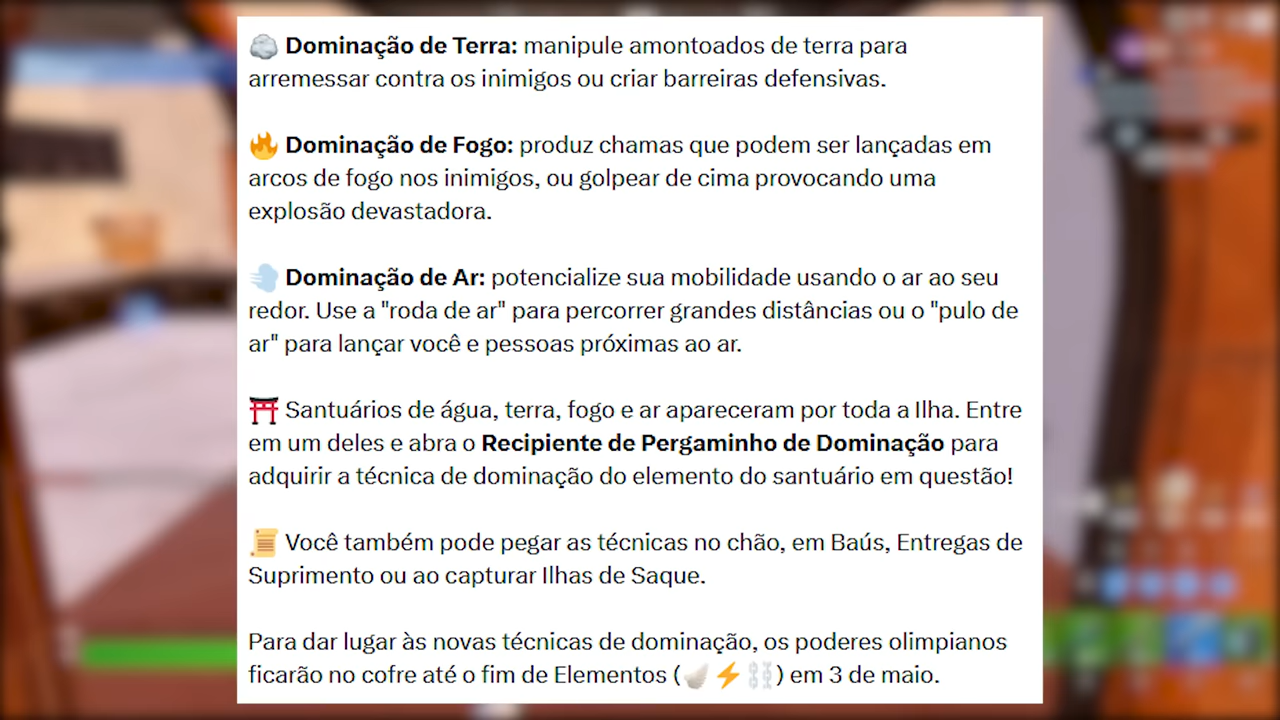 🪨 Dominação de Terra: manipule amontoados de terra para
arremessar contra os inimigos ou criar barreiras defensivas.
🔥 Dominação de Fogo: produz chamas que podem ser lançadas em
arcos de fogo nos inimigos, ou golpear de cima provocando uma
explosão devastadora.
💨 Dominação de Ar: potencialize sua mobilidade usando o ar ao seu
redor. Use a "roda de ar" para percorrer grandes distâncias ou o "pulo de
ar" para lançar você e pessoas próximas ao ar.
⛩️ Santuários de água, terra, fogo e ar apareceram por toda a Ilha. Entre
em um deles e abra o Recipiente de Pergaminho de Dominação para
adquirir a técnica de dominação do elemento do santuário em questão!
📜 Você também pode pegar as técnicas no chão, em Baús, Entregas de
Suprimento ou ao capturar Ilhas de Saque.
Para dar lugar às novas técnicas de dominação, os poderes olimpianos
ficarão no cofre até o fim de Elementos (🪽⚡⛓️) em 3 de maio.